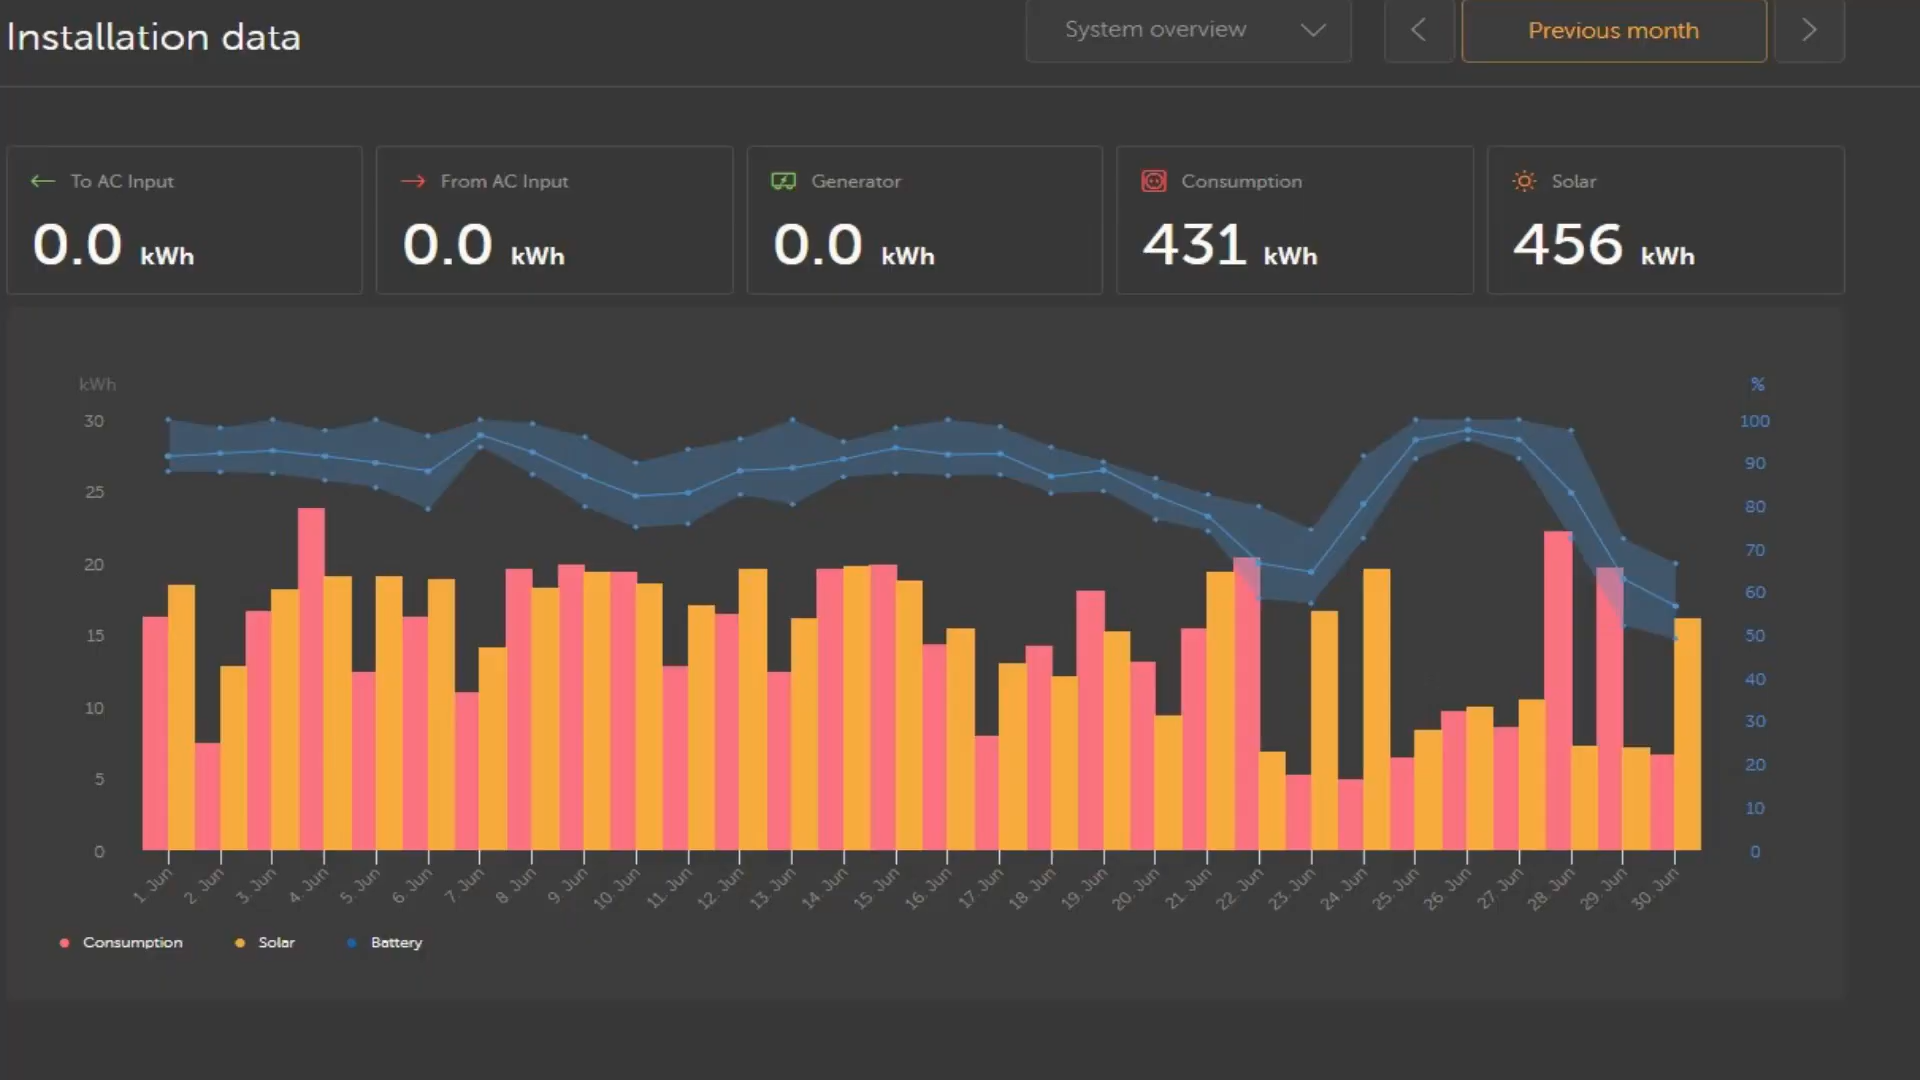 Installation data
System overview
Previous month
To AC Input
0.0 kWh
From AC Input
0.0 kWh
Generator
0.0 kWh
Consumption
431 kWh
Solar
456 kWh
kWh
30
25
20
15
10
5
0
%
100
90
80
70
60
50
40
30
20
10
0
1. Jun
2. Jun
3. Jun
4. Jun
5. Jun
6. Jun
7. Jun
8. Jun
9. Jun
10. Jun
11. Jun
12. Jun
13. Jun
14. Jun
15. Jun
16. Jun
17. Jun
18. Jun
19. Jun
20. Jun
21. Jun
22. Jun
23. Jun
24. Jun
25. Jun
26. Jun
27. Jun
28. Jun
29. Jun
30. Jun
Consumption
Solar
Battery